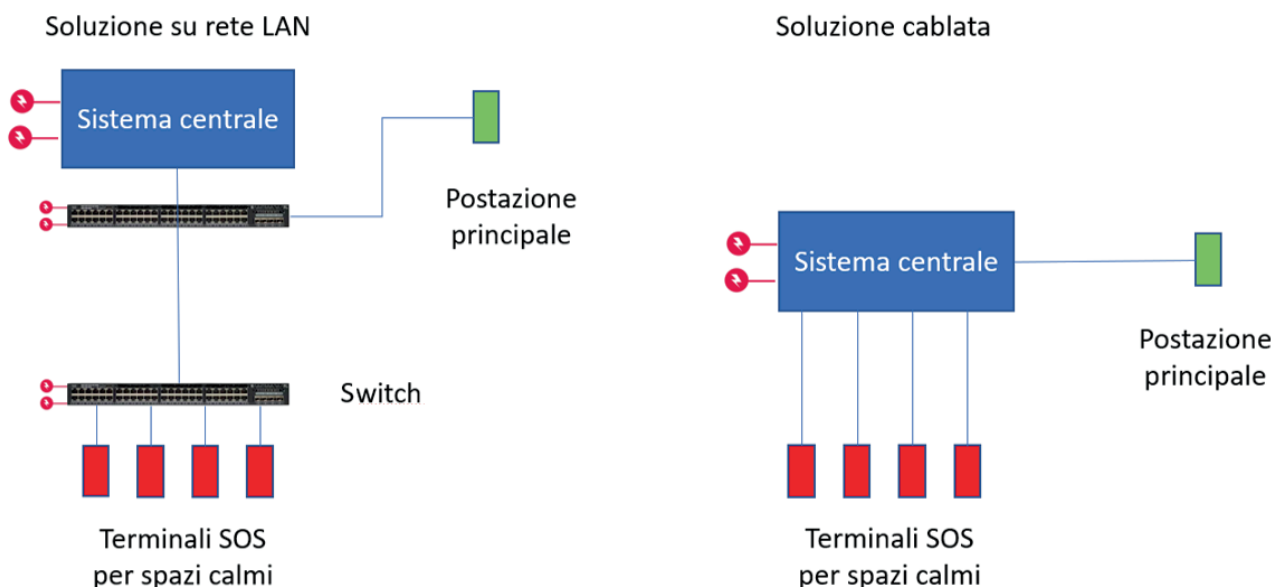 Soluzione su rete LAN
Sistema centrale
Postazione
principale
Switch
Terminali SOS
per spazi calmi
Soluzione cablata
Sistema centrale
Postazione
principale
Terminali SOS
per spazi calmi